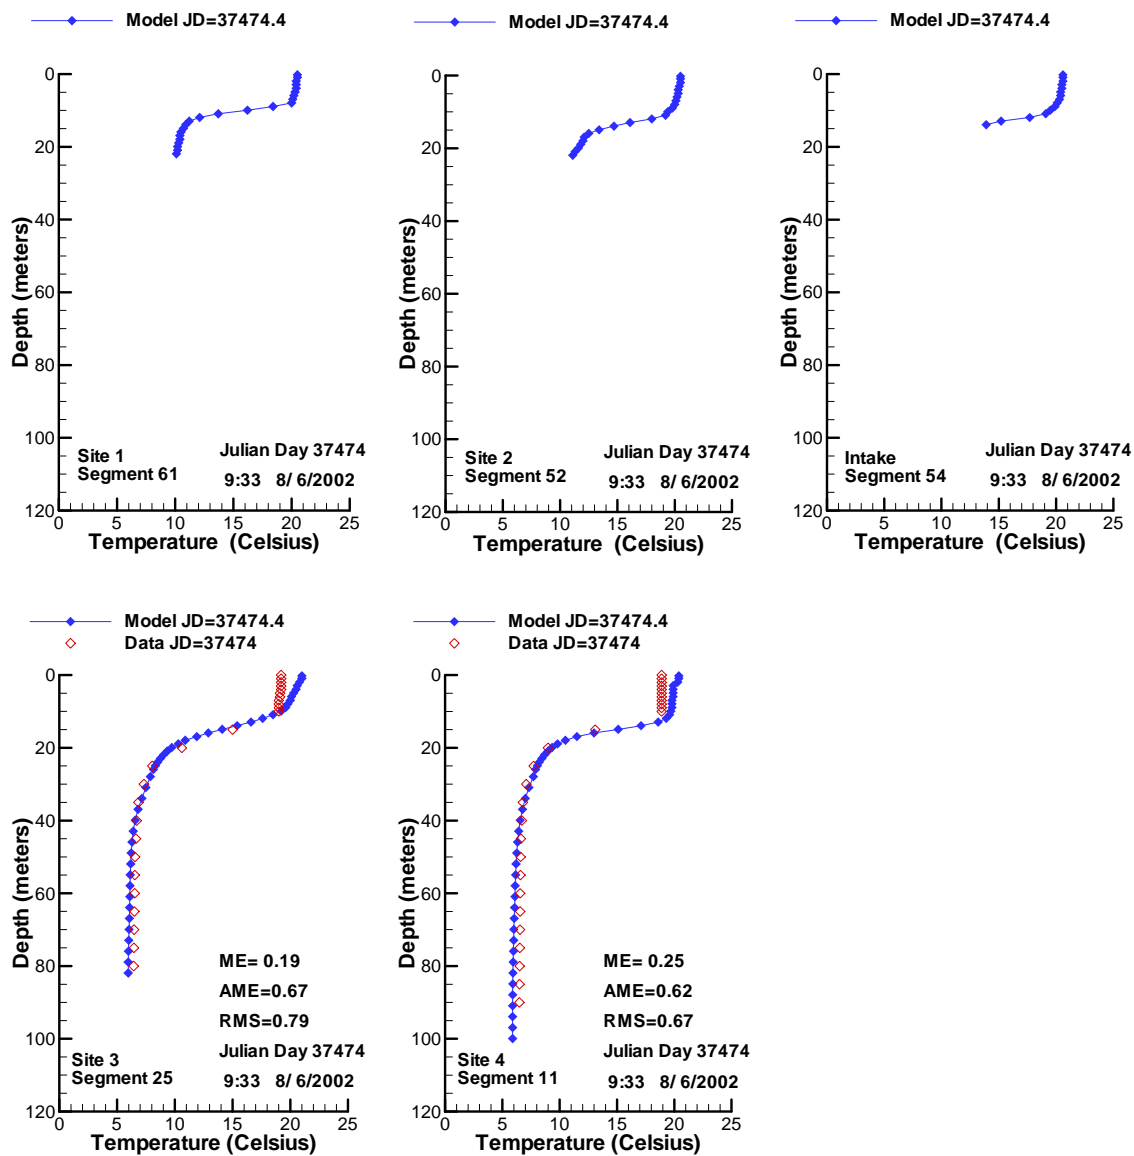 Model JD=37474.4
0
20
40
60
80
100
120
Depth (meters)
Site 1
Segment 61
Julian Day 37474
9:33 8/ 6/2002
0 5 10 15 20 25
Temperature (Celsius)
Model JD=37474.4
0
20
40
60
80
100
120
Depth (meters)
Site 2
Segment 52
Julian Day 37474
9:33 8/ 6/2002
0 5 10 15 20 25
Temperature (Celsius)
Model JD=37474.4
0
20
40
60
80
100
120
Depth (meters)
Intake
Segment 54
Julian Day 37474
9:33 8/ 6/2002
0 5 10 15 20 25
Temperature (Celsius)
Model JD=37474.4
Data JD=37474
0
20
40
60
80
100
120
Depth (meters)
ME= 0.19
AME=0.67
RMS=0.79
Site 3
Segment 25
Julian Day 37474
9:33 8/ 6/2002
0 5 10 15 20 25
Temperature (Celsius)
Model JD=37474.4
Data JD=37474
0
20
40
60
80
100
120
Depth (meters)
ME= 0.25
AME=0.62
RMS=0.67
Site 4
Segment 11
Julian Day 37474
9:33 8/ 6/2002
0 5 10 15 20 25
Temperature (Celsius)